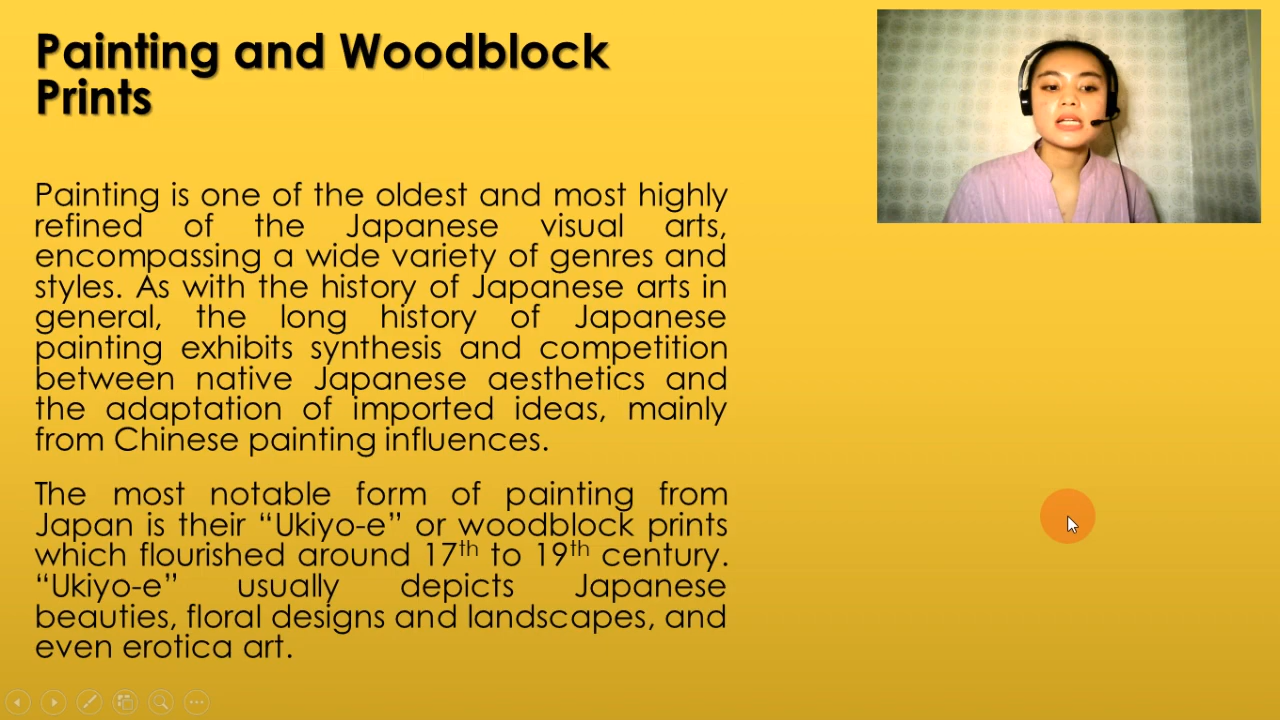 Painting and Woodblock
Prints
Painting is one of the oldest and most highly
refined of the Japanese visual arts,
encompassing a wide variety of genres and
styles. As with the history of Japanese arts in
general, the long history of Japanese
painting exhibits synthesis and competition
between native Japanese aesthetics and
the adaptation of imported ideas, mainly
from Chinese painting influences.
The most notable form of painting from
Japan is their “Ukiyo-e” or woodblock prints
which flourished around 17th to 19th century.
“Ukiyo-e” usually depicts Japanese
beauties, floral designs and landscapes, and
even erotica art.